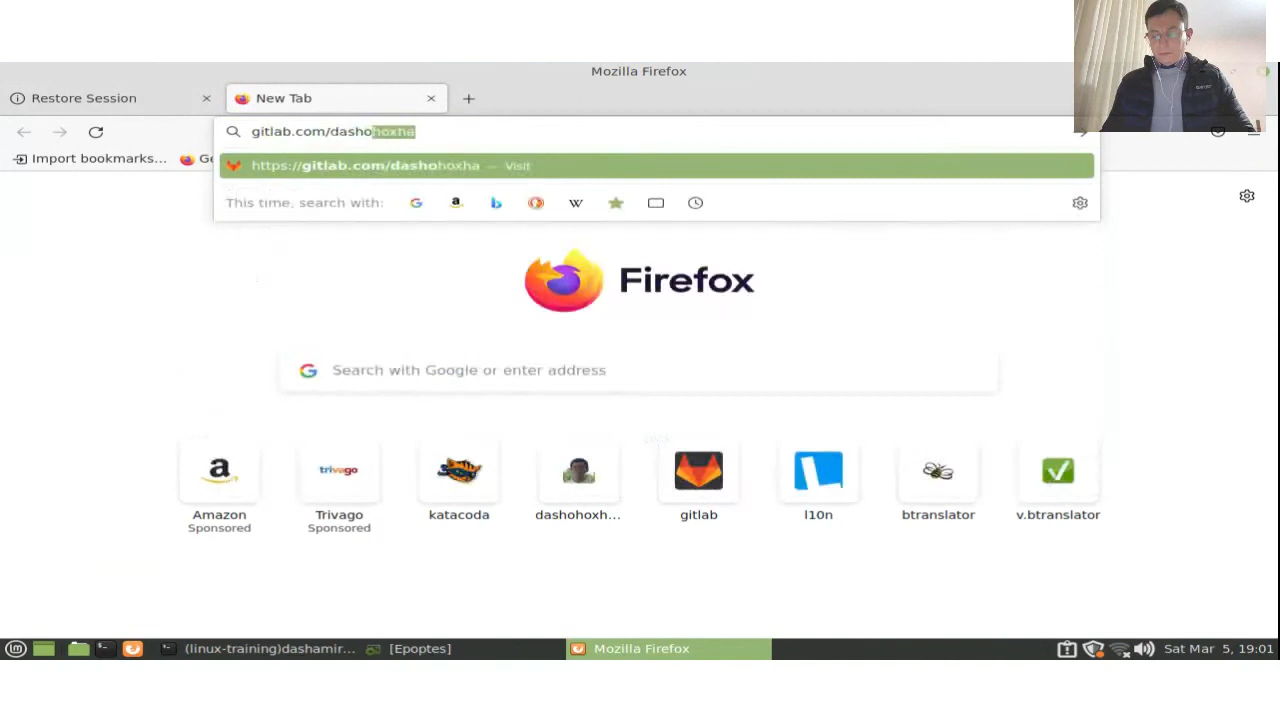 Mozilla Firefox
Restore Session
New Tab
gitlab.com/dashohoxha
Import bookmarks...
https://gitlab.com/dashohoxha — Visit
This time, search with:
Firefox
Search with Google or enter address
trivago
Amazon
Sponsored
Trivago
Sponsored
katacoda
dashohoxh...
gitlab
l10n
btranslator
v.btranslator
(linux-training)dashamir...
[Epoptes]
Mozilla Firefox
Sat Mar 5, 19:01